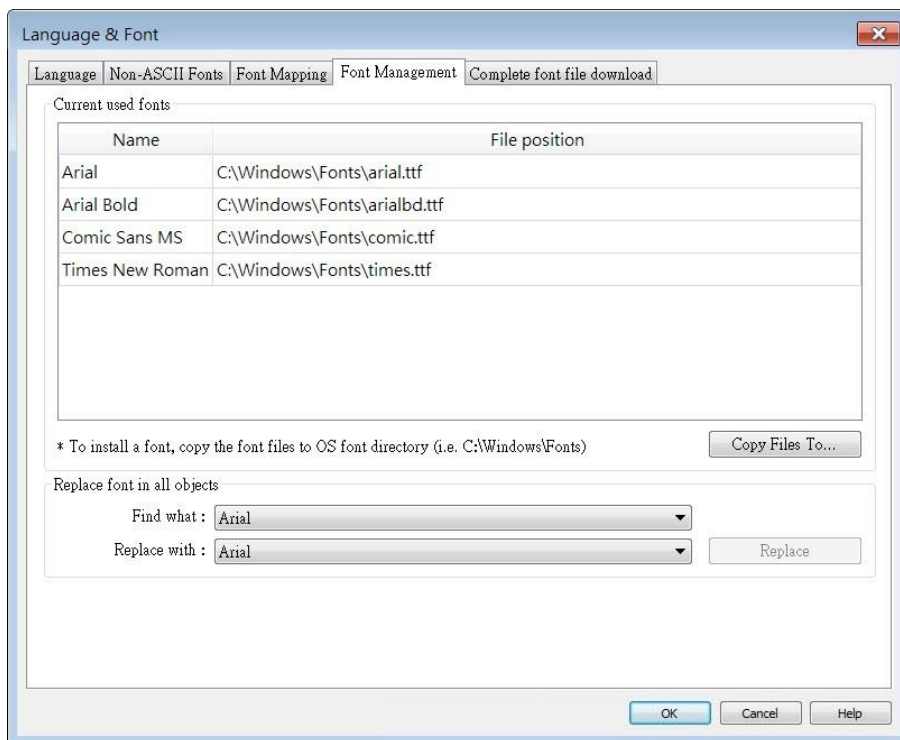 Language & Font
Language Non-ASCII Fonts Font Mapping Font Management Complete font file download
Current used fonts
Name File position
Arial C:\Windows\Fonts\arial.ttf
Arial Bold C:\Windows\Fonts\arialbd.ttf
Comic Sans MS C:\Windows\Fonts\comic.ttf
Times New Roman C:\Windows\Fonts\times.ttf
* To install a font, copy the font files to OS font directory (i.e. C:\Windows\Fonts) Copy Files To...
Replace font in all objects
Find what : Arial
Replace with : Arial Replace
OK Cancel Help